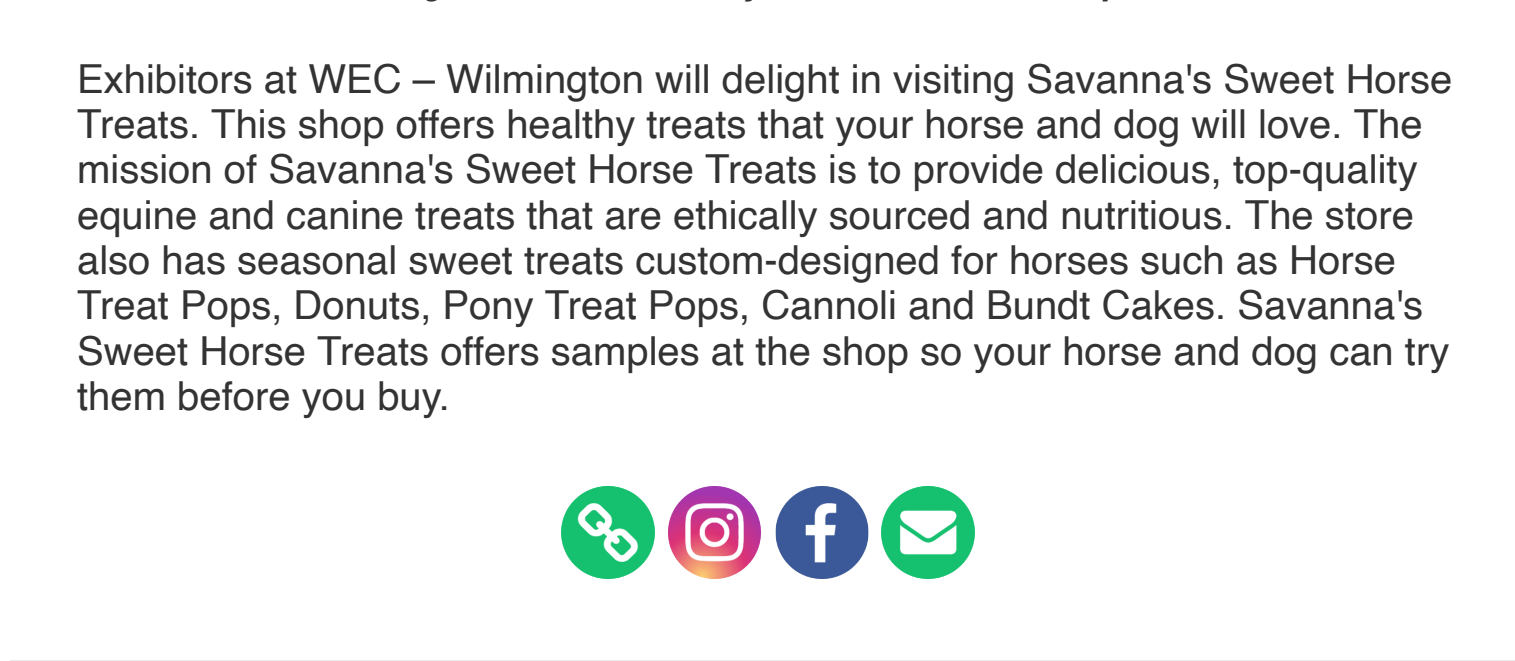 Exhibitors at WEC – Wilmington will delight in visiting Savanna's Sweet Horse
Treats. This shop offers healthy treats that your horse and dog will love. The
mission of Savanna's Sweet Horse Treats is to provide delicious, top-quality
equine and canine treats that are ethically sourced and nutritious. The store
also has seasonal sweet treats custom-designed for horses such as Horse
Treat Pops, Donuts, Pony Treat Pops, Cannoli and Bundt Cakes. Savanna's
Sweet Horse Treats offers samples at the shop so your horse and dog can try
them before you buy.